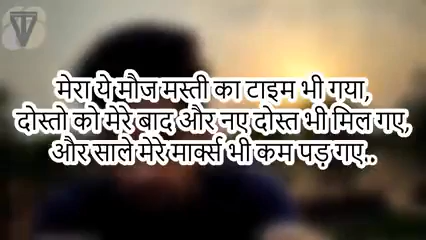 मेरा ये मौज मस्ती का टाइम भी गया,
दोस्तो को मेरे बाद और नए दोस्त भी मिल गए,
और साले मेरे मार्क्स भी कम पड़ गए..